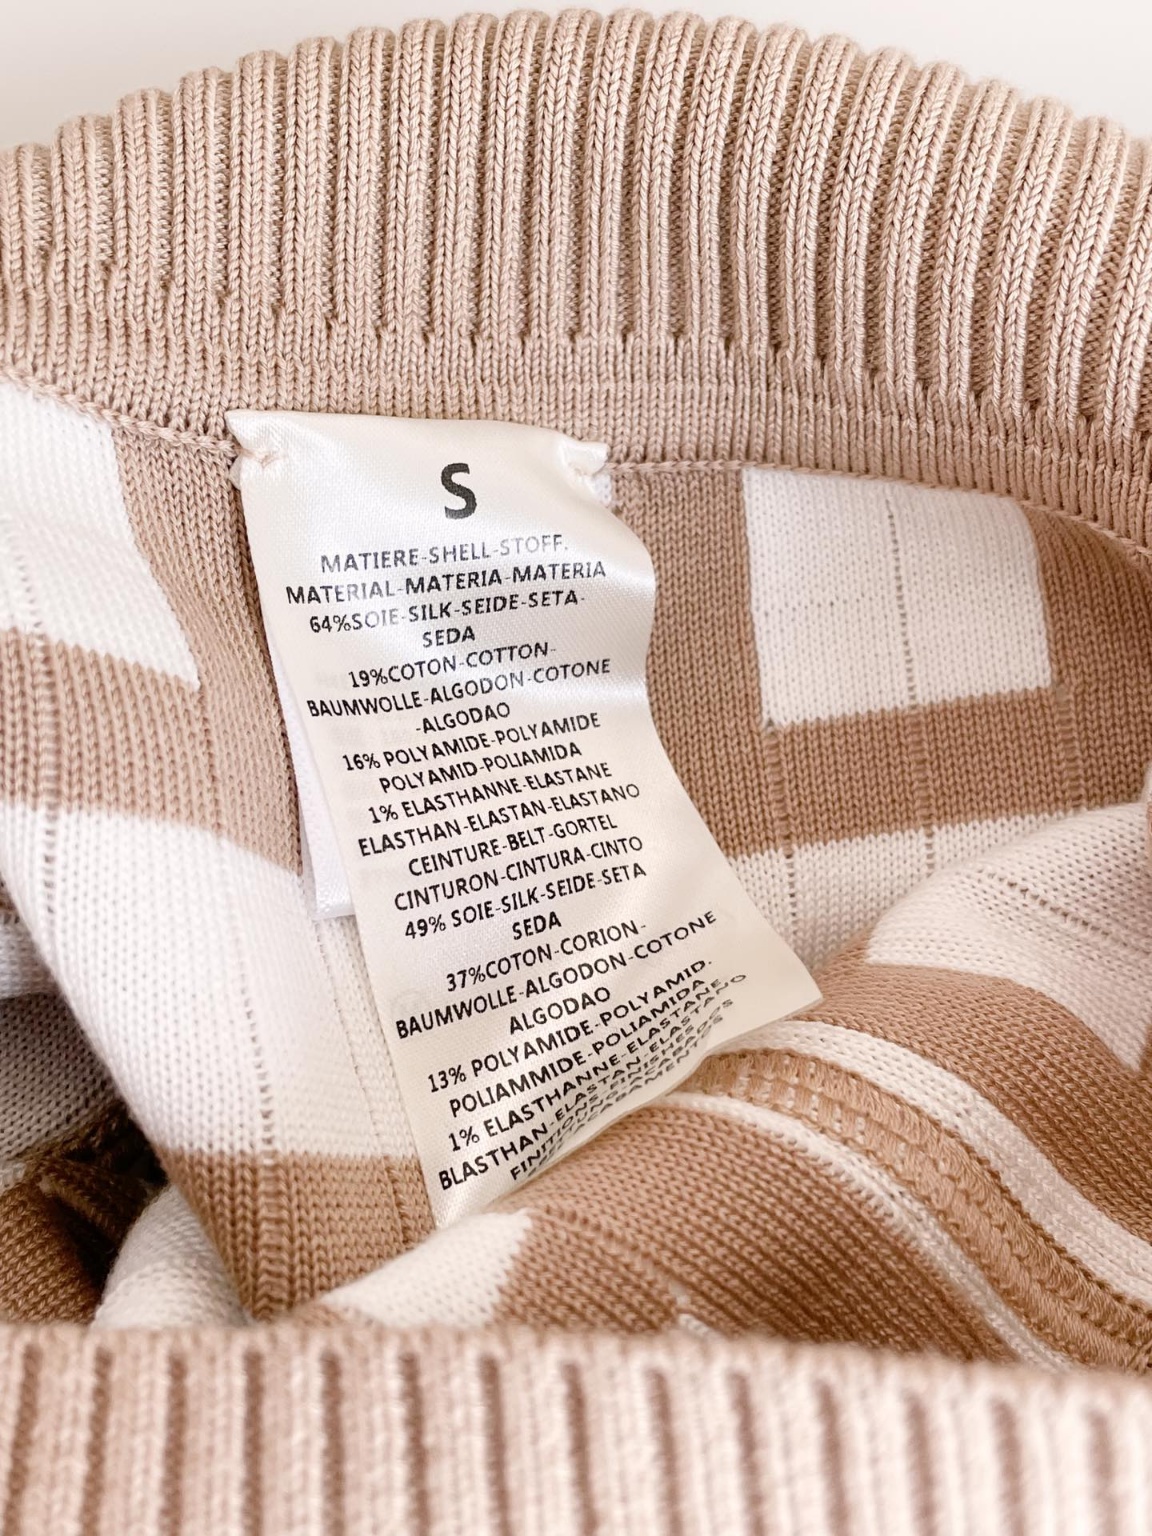 S
MATIERE-SHELL-STOFF.
MATERIAL-MATERIA-MATERIA
64%SOIE-SILK-SEIDE-SETA-
SEDA
19%COTON-COTTON-
BAUMWOLLE-ALGODON-COTONE
-ALGODAO
16% POLYAMIDE-POLYAMIDE
POLYAMID-POLIAMIDA
1% ELASTHANNE-ELASTANE
ELASTHAN-ELASTAN-ELASTANO
CEINTURE-BELT-GORTEL
CINTURON-CINTURA-CINTO
49% SOIE-SILK-SEIDE-SETA
SEDA
37%COTON-CORION-
BAUMWOLLE-ALGODON-COTONE
ALGODAO
13% POLYAMIDE-POLYAMID.
POLIAMMIDE-POLIAMIDA
1% ELASTHANNE-ELASTANE
BLASTHAN-ELASTAN-ELASTANO